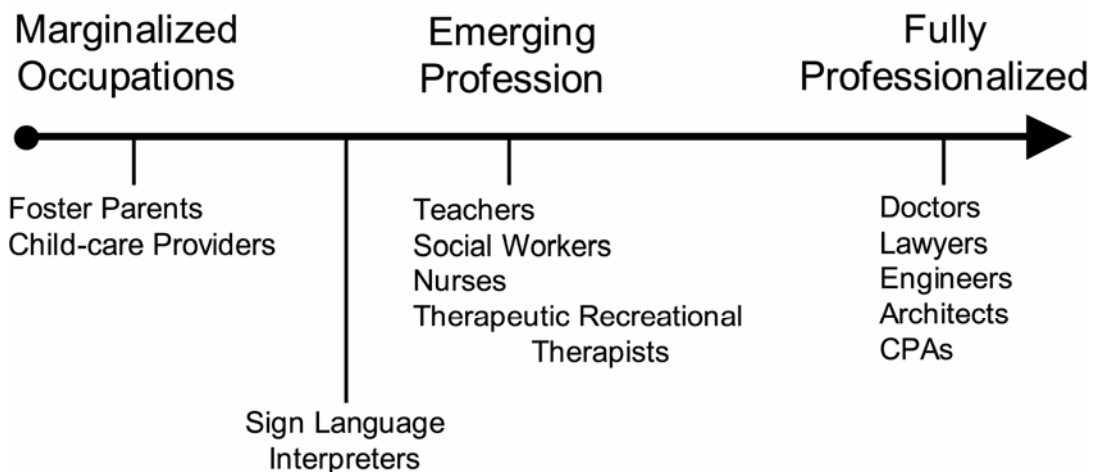 Marginalized
Occupations
Emerging
Profession
Fully
Professionalized
Foster Parents
Child-care Providers
Sign Language
Interpreters
Teachers
Social Workers
Nurses
Therapeutic Recreational
Therapists
Doctors
Lawyers
Engineers
Architects
CPAs